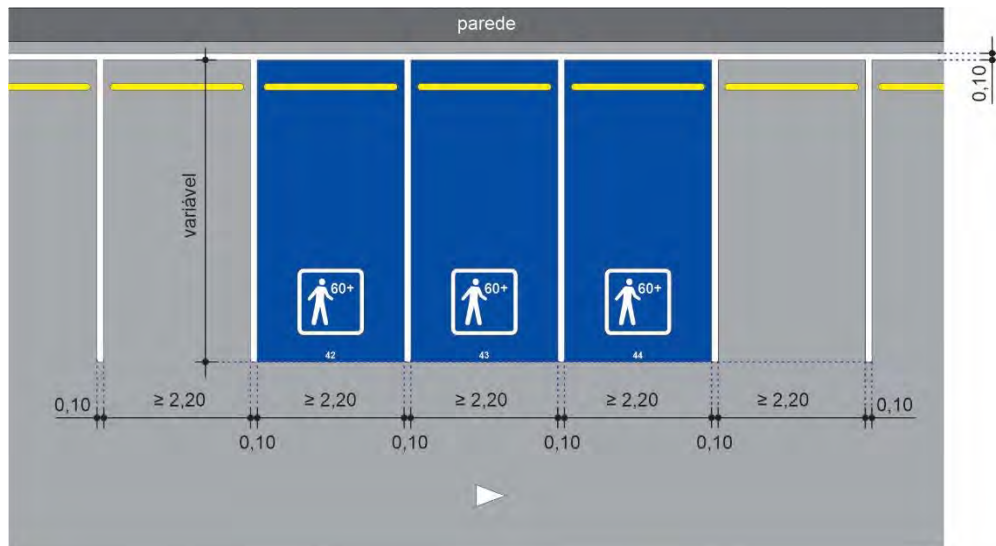 parede
0,10
variável
60+ 60+ 60+
42 43 44
0,10 ≥ 2,20 ≥ 2,20 ≥ 2,20 ≥ 2,20 ≥ 2,20 0,10
0,10 0,10 0,10 0,10